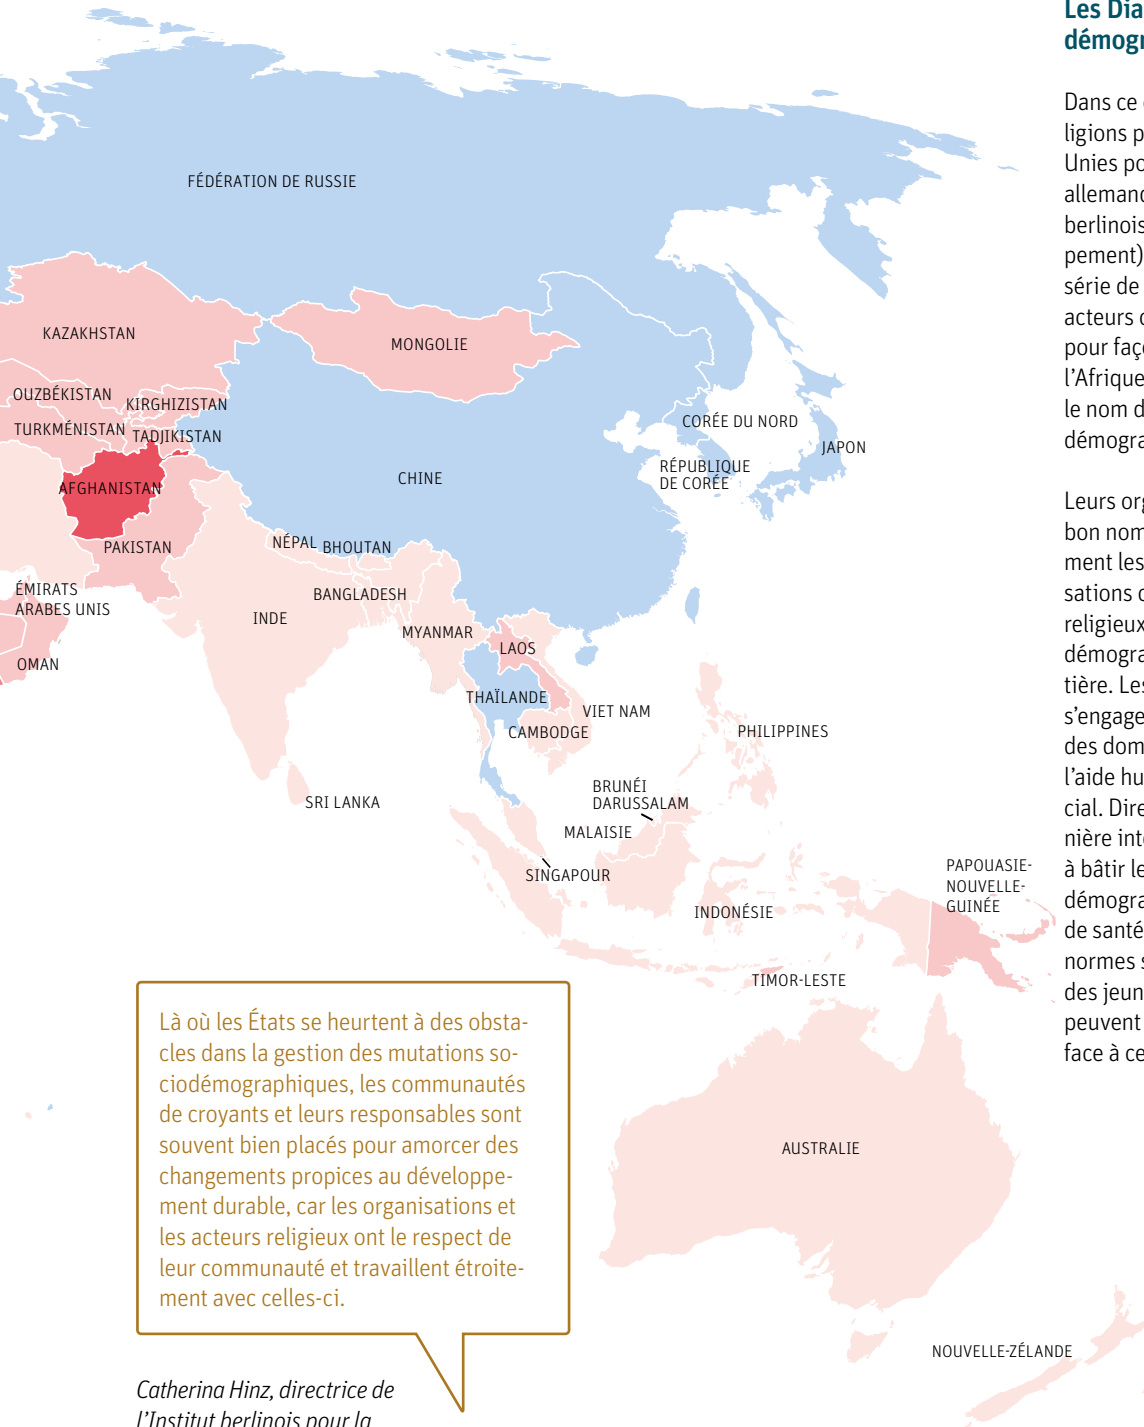 FÉDÉRATION DE RUSSIE
KAZAKHSTAN
MONGOLIE
OUZBÉKISTAN
KIRGHIZISTAN
TURKMÉNISTAN
TADJIKISTAN
CORÉE DU NORD
JAPON
RÉPUBLIQUE
DE CORÉE
CHINE
AFGHANISTAN
PAKISTAN
NÉPAL
BHOUTAN
ÉMIRATS
ARABES UNIS
BANGLADESH
INDE
MYANMAR
LAOS
OMAN
THAÏLANDE
VIET NAM
CAMBODGE
PHILIPPINES
BRUNÉI
DARUSSALAM
SRI LANKA
MALAISIE
SINGAPOUR
PAPOUASIE-
NOUVELLE-
GUINÉE
INDONÉSIE
TIMOR-LESTE
AUSTRALIE
NOUVELLE-ZÉLANDE
Là où les États se heurtent à des obsta-
cles dans la gestion des mutations so-
ciodémographiques, les communautés
de croyants et leurs responsables sont
souvent bien placés pour amorcer des
changements propices au développe-
ment durable, car les organisations et
les acteurs religieux ont le respect de
leur communauté et travaillent étroite-
ment avec celles-ci.
Catherina Hinz, directrice de
l'Institut berlinois pour la
Les Dia
démogr
Dans ce
ligions p
Unies po
allemand
berlinois
pement)
série de
acteurs
pour faço
l'Afrique
le nom d
démogra
Leurs org
bon nom
ment les
sations
religieux
démogra
tière. Les
s'engage
des dom
l'aide hu
cial. Dire
nière inte
à bâtir le
démogra
de santé
normes s
des jeun
peuvent
face à ce